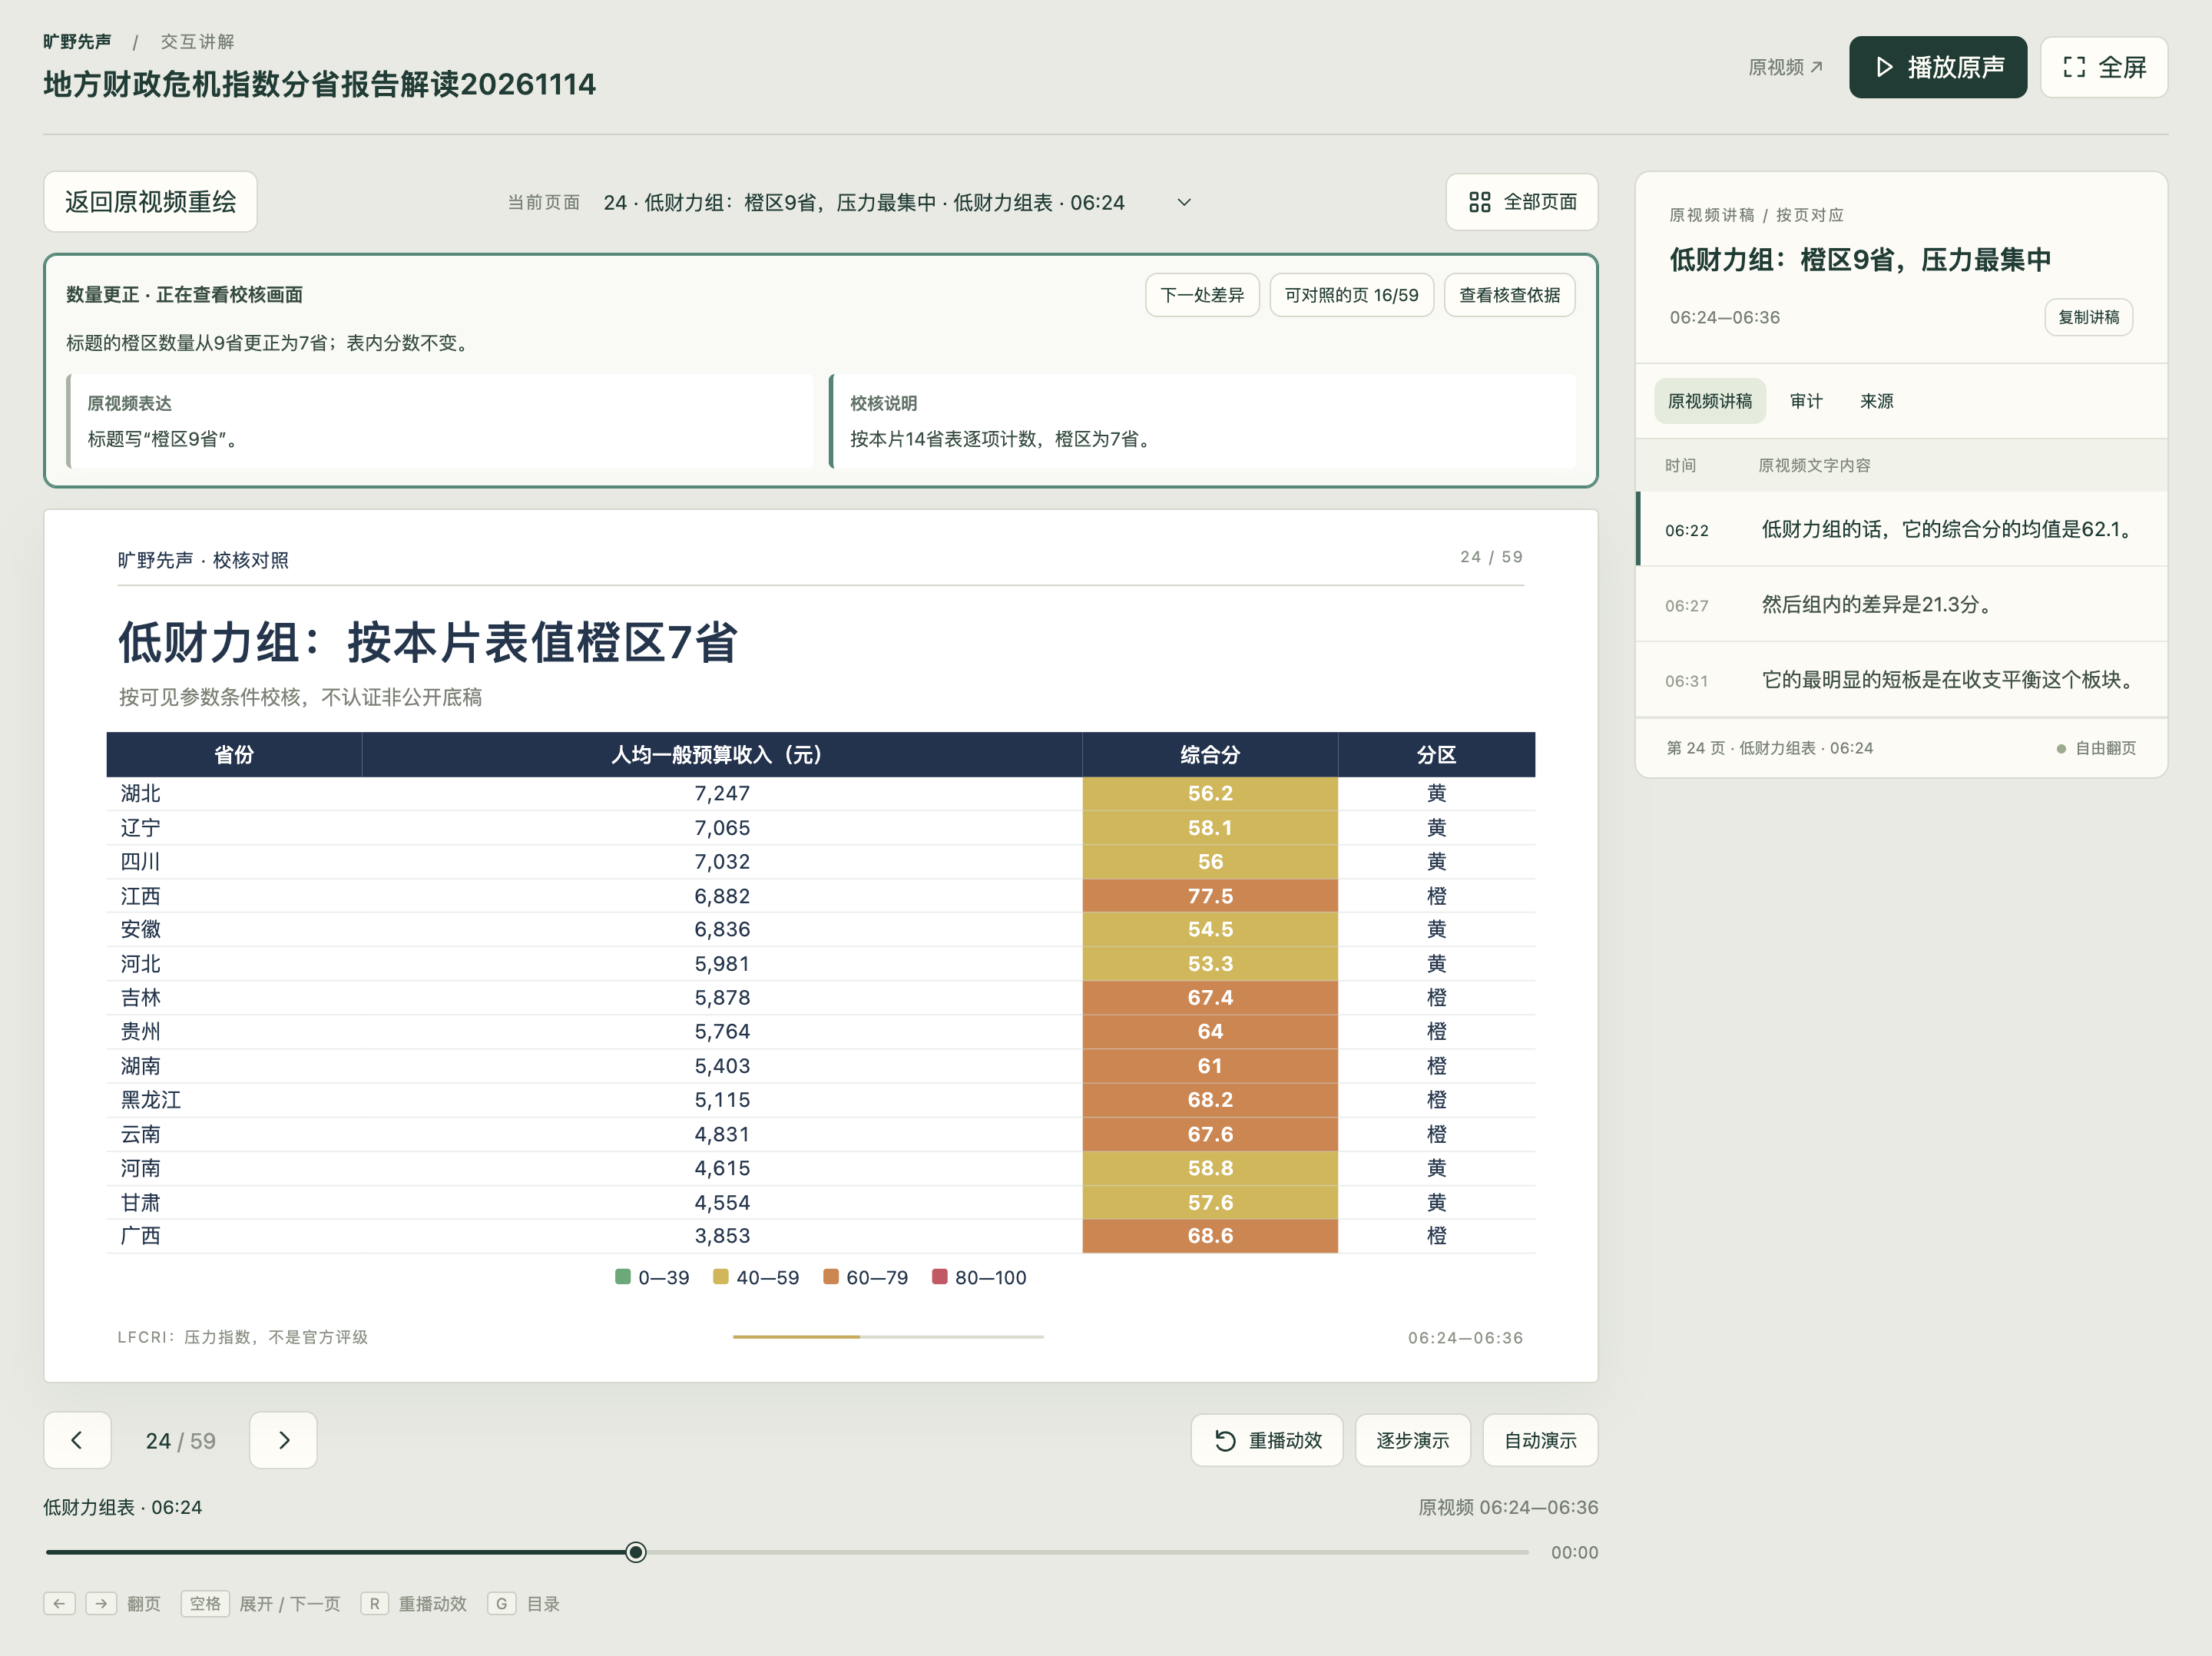 旷野先声 / 交互讲解
地方财政危机指数分省报告解读20261114
原视频 ↗
播放原声
全屏
返回原视频重绘
当前页面 24 · 低财力组：橙区9省，压力最集中 · 低财力组表 · 06:24
全部页面
数量更正 · 正在查看校核画面
下一处差异
可对照的页 16/59
查看核查依据
标题的橙区数量从9省更正为7省；表内分数不变。
原视频表达
标题写“橙区9省”。
校核说明
按本片14省表逐项计数，橙区为7省。
旷野先声 · 校核对照
24 / 59
低财力组：按本片表值橙区7省
按可见参数条件校核，不认证非公开底稿
省份 人均一般预算收入（元） 综合分 分区
湖北 7,247 56.2 黄
辽宁 7,065 58.1 黄
四川 7,032 56 黄
江西 6,882 77.5 橙
安徽 6,836 54.5 黄
河北 5,981 53.3 黄
吉林 5,878 67.4 橙
贵州 5,764 64 橙
湖南 5,403 61 橙
黑龙江 5,115 68.2 橙
云南 4,831 67.6 橙
河南 4,615 58.8 黄
甘肃 4,554 57.6 黄
广西 3,853 68.6 橙
0—39 40—59 60—79 80—100
LFCRI：压力指数，不是官方评级
06:24—06:36
24 / 59
重播动效
逐步演示
自动演示
低财力组表 · 06:24
原视频 06:24—06:36
00:00
← → 翻页 空格 展开 / 下一页 R 重播动效 G 目录
原视频讲稿 / 按页对应
低财力组：橙区9省，压力最集中
06:24—06:36
复制讲稿
原视频讲稿 审计 来源
时间 原视频文字内容
06:22 低财力组的话，它的综合分的均值是62.1。
06:27 然后组内的差异是21.3分。
06:31 它的最明显的短板是在收支平衡这个板块。
第 24 页 · 低财力组表 · 06:24
自由翻页